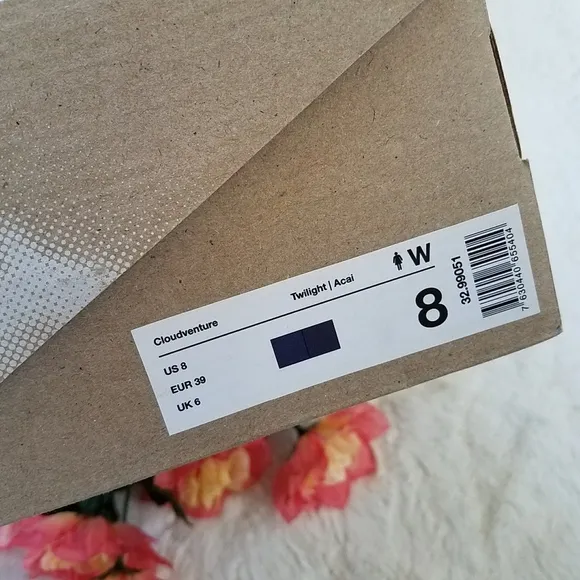 Cloudventure
Twilight | Acai
W
US 8
EUR 39
UK 6
8
32.99051
7 630440 655404